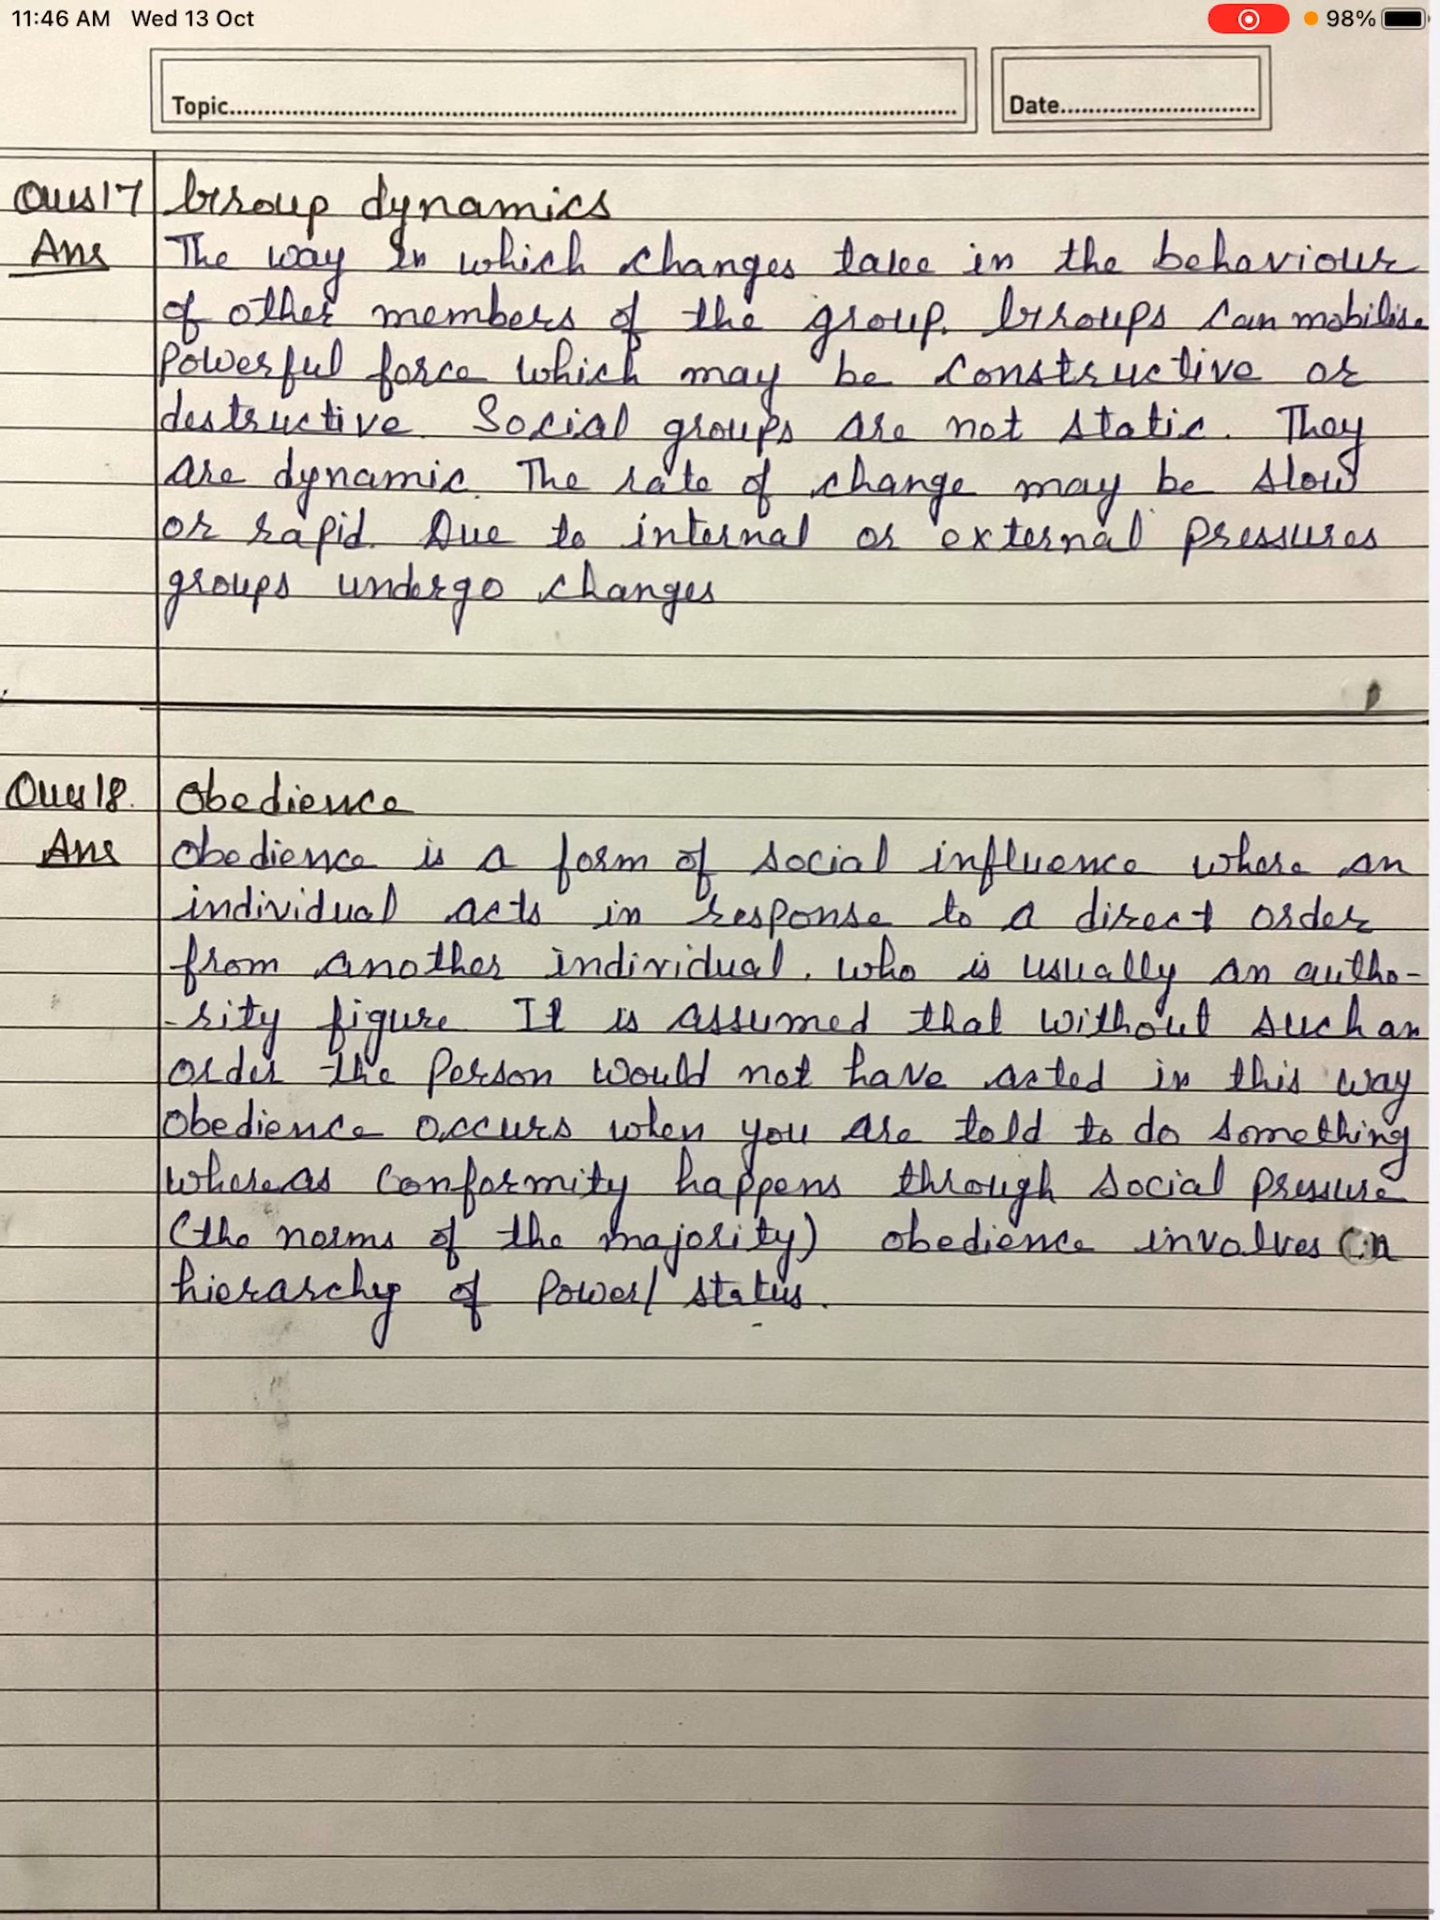 11:46 AM Wed 13 Oct 98%
Topic Date
Ques17 Group dynamics
Ans The way In which changes take in the behaviour
of other members of the group. Groups can mobilise
Powerful force which may be constructive or
destructive. Social groups are not static. They
are dynamic. The rate of change may be slow
or rapid. Due to internal or external pressures
groups undergo changes
Ques 18. Obedience
Ans Obedience is a form of social influence where an
individual acts in response to a direct order
from another individual, who is usually an autho-
-rity figure It is assumed that without such an
order the Person would not have acted in this way
Obedience occurs when you are told to do something
whereas conformity happens through social pressure
(the norms of the majority) obedience involves
hierarchy of Power/ status.